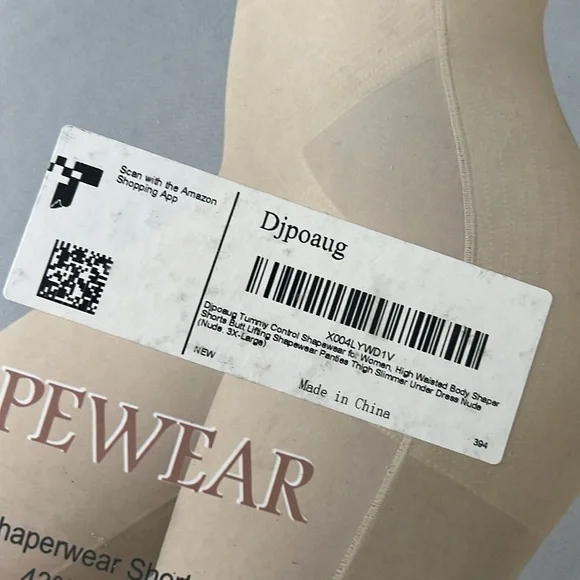 Scan with the Amazon
Shopping App
Djpoaug
X004LYWD1V
Djpoaug Tummy Control Shapewear for Women, High Waisted Body Shaper
Shorts Butt Lifting Shapewear Panties Thigh Slimmer Under Dress Nude
(Nude, 3X-Large)
NEW
Made in China
394
PEWEAR
haperwear Short